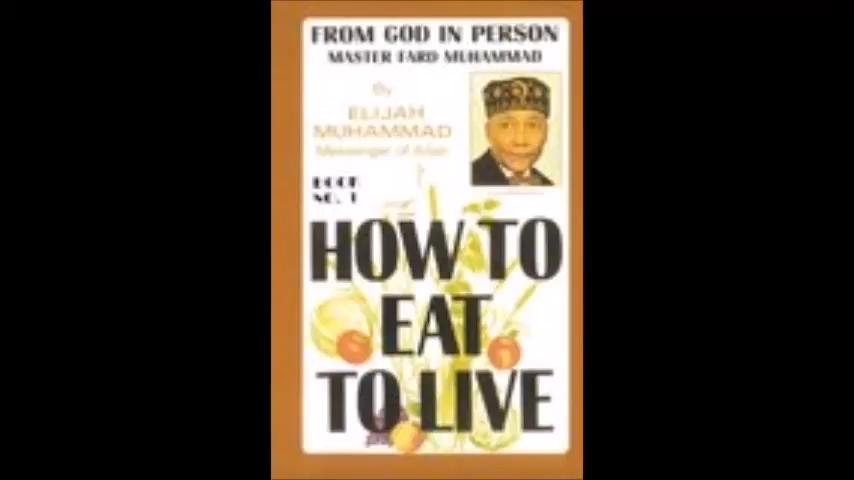 FROM GOD IN PERSON
MASTER FARD MUHAMMAD
By
ELIJAH
MUHAMMAD
Messenger of Allah
BOOK
NO. 1
HOW TO
EAT
TO LIVE